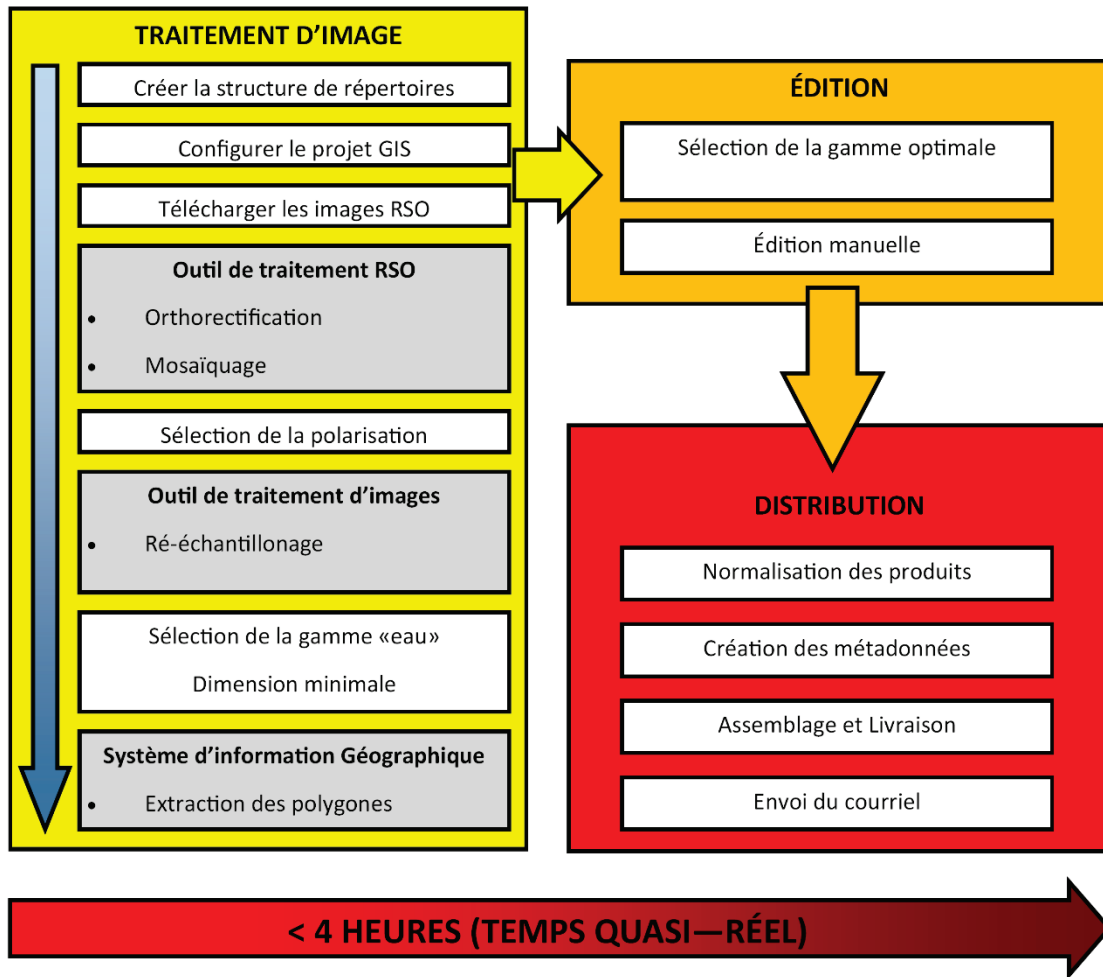 TRAITEMENT D’IMAGE
Créer la structure de répertoires
Configurer le projet GIS
Télécharger les images RSO
Outil de traitement RSO
• Orthorectification
• Mosaïquage
Sélection de la polarisation
Outil de traitement d’images
• Ré-échantillonage
Sélection de la gamme «eau»
Dimension minimale
Système d’information Géographique
• Extraction des polygones
ÉDITION
Sélection de la gamme optimale
Édition manuelle
DISTRIBUTION
Normalisation des produits
Création des métadonnées
Assemblage et Livraison
Envoi du courriel
< 4 HEURES (TEMPS QUASI—RÉEL)